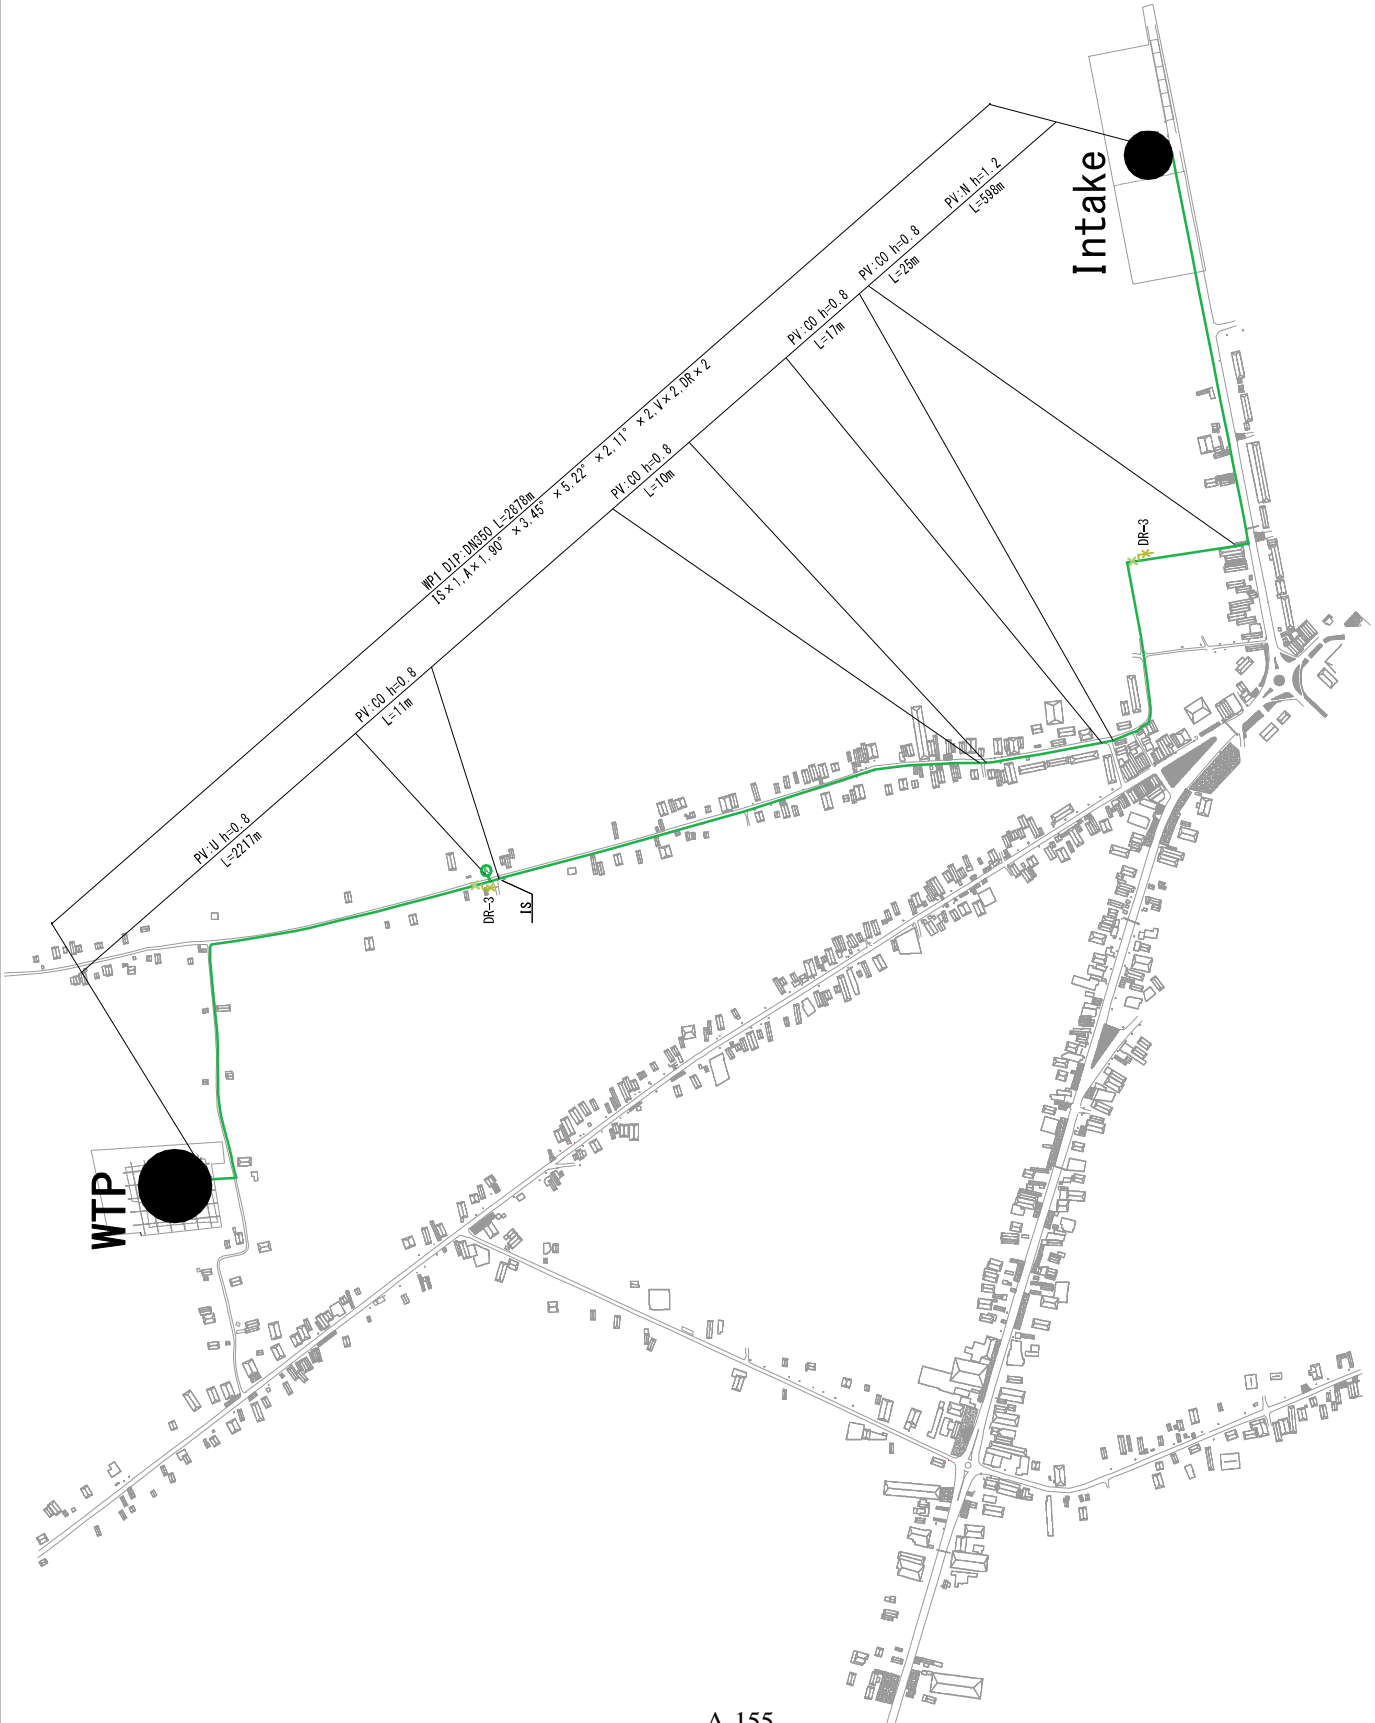 Intake
PV:N h=1.2
L=598m
PV:CO h=0.8
L=25m
PV:CO h=0.8
L=17m
WP1 DIP:DN350 L=2878m
IS×1,A×1,90° ×3,45° ×5,22° ×2,11° ×2,V×2,DR×2
PV:CO h=0.8
L=10m
DR-3
PV:CO h=0.8
L=11m
PV:U h=0.8
L=2217m
DR-3
IS
WTP
A-155